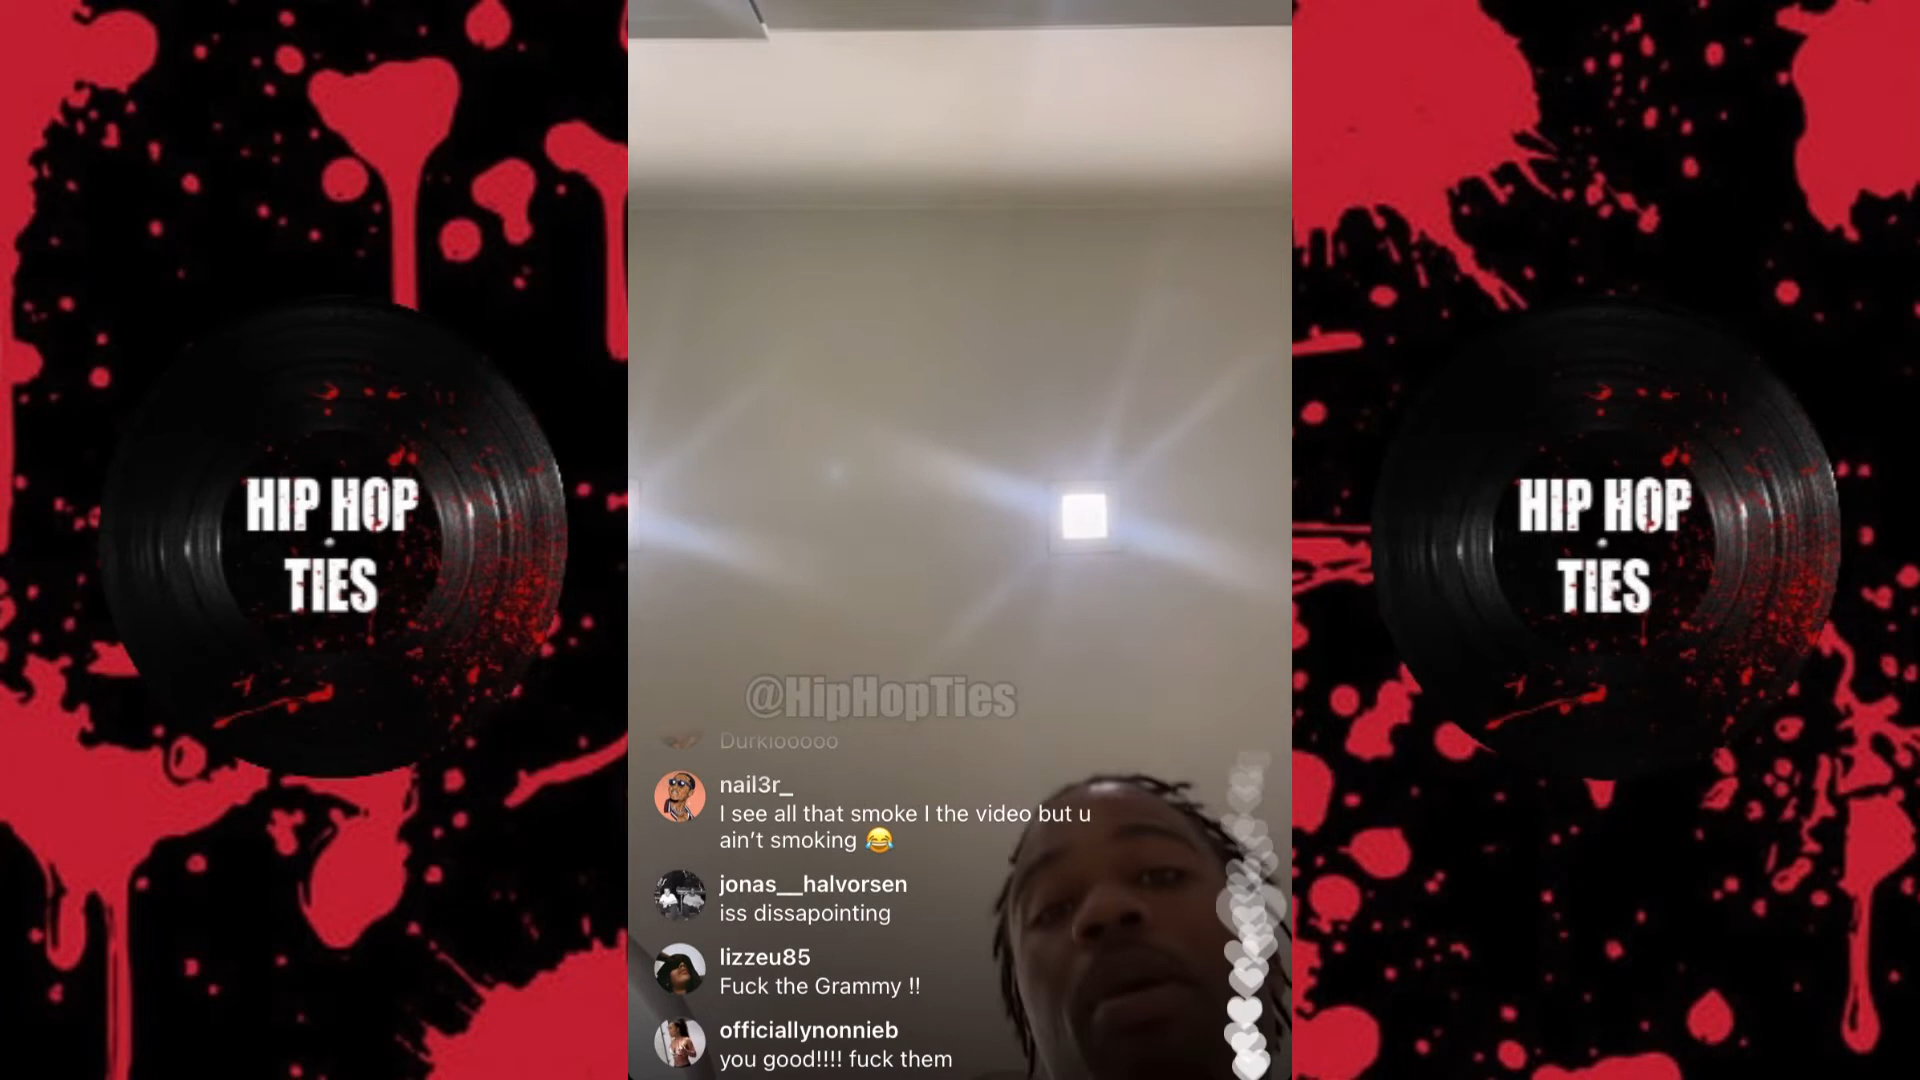 HIP HOP
TIES
@HipHopTies
Durkiooooo
nail3r_
I see all that smoke I the video but u
ain't smoking 😂
jonas__halvorsen
iss dissapointing
lizzeu85
Fuck the Grammy !!
officiallynonnieb
you good!!!! fuck them
HIP HOP
TIES